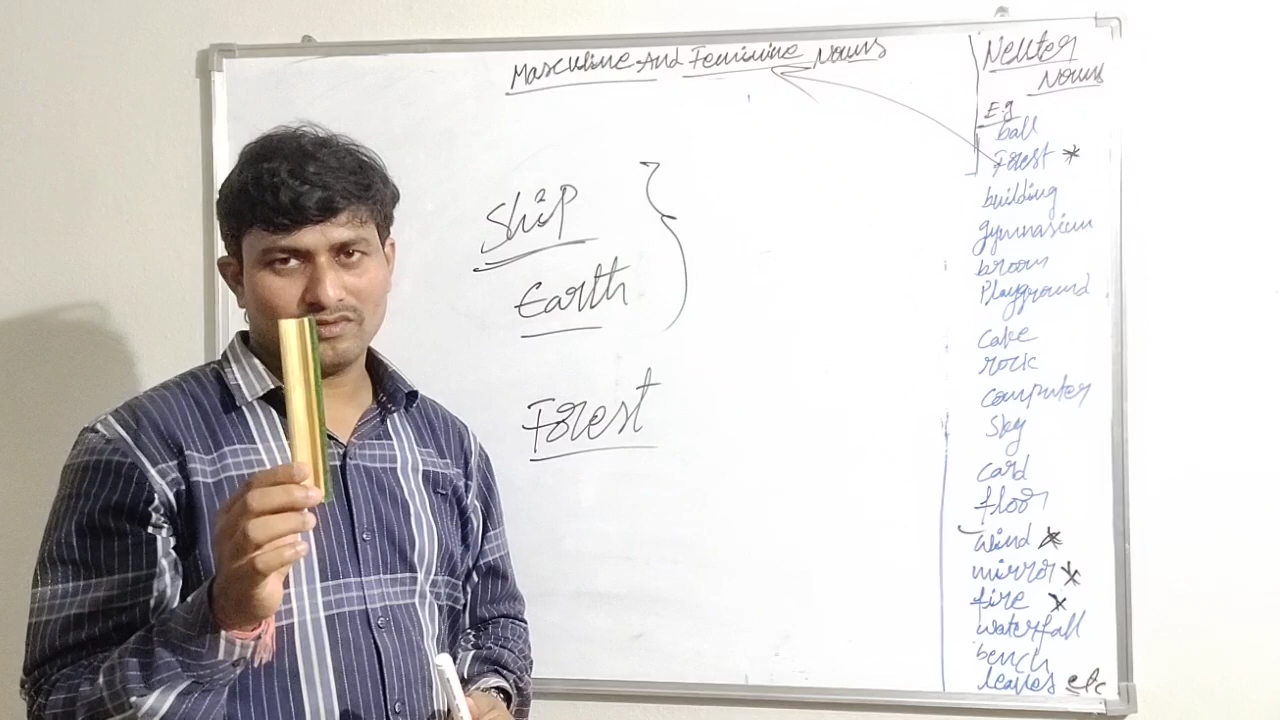 Masculine And Feminine Nouns
Ship
Earth
Forest
Neuter
Nouns
E.g
ball
Forest *
building
gymnasium
broom
Playground
cake
rock
computer
Sky
card
floor
wind *
mirror *
fire *
waterfall
bench
leaves etc